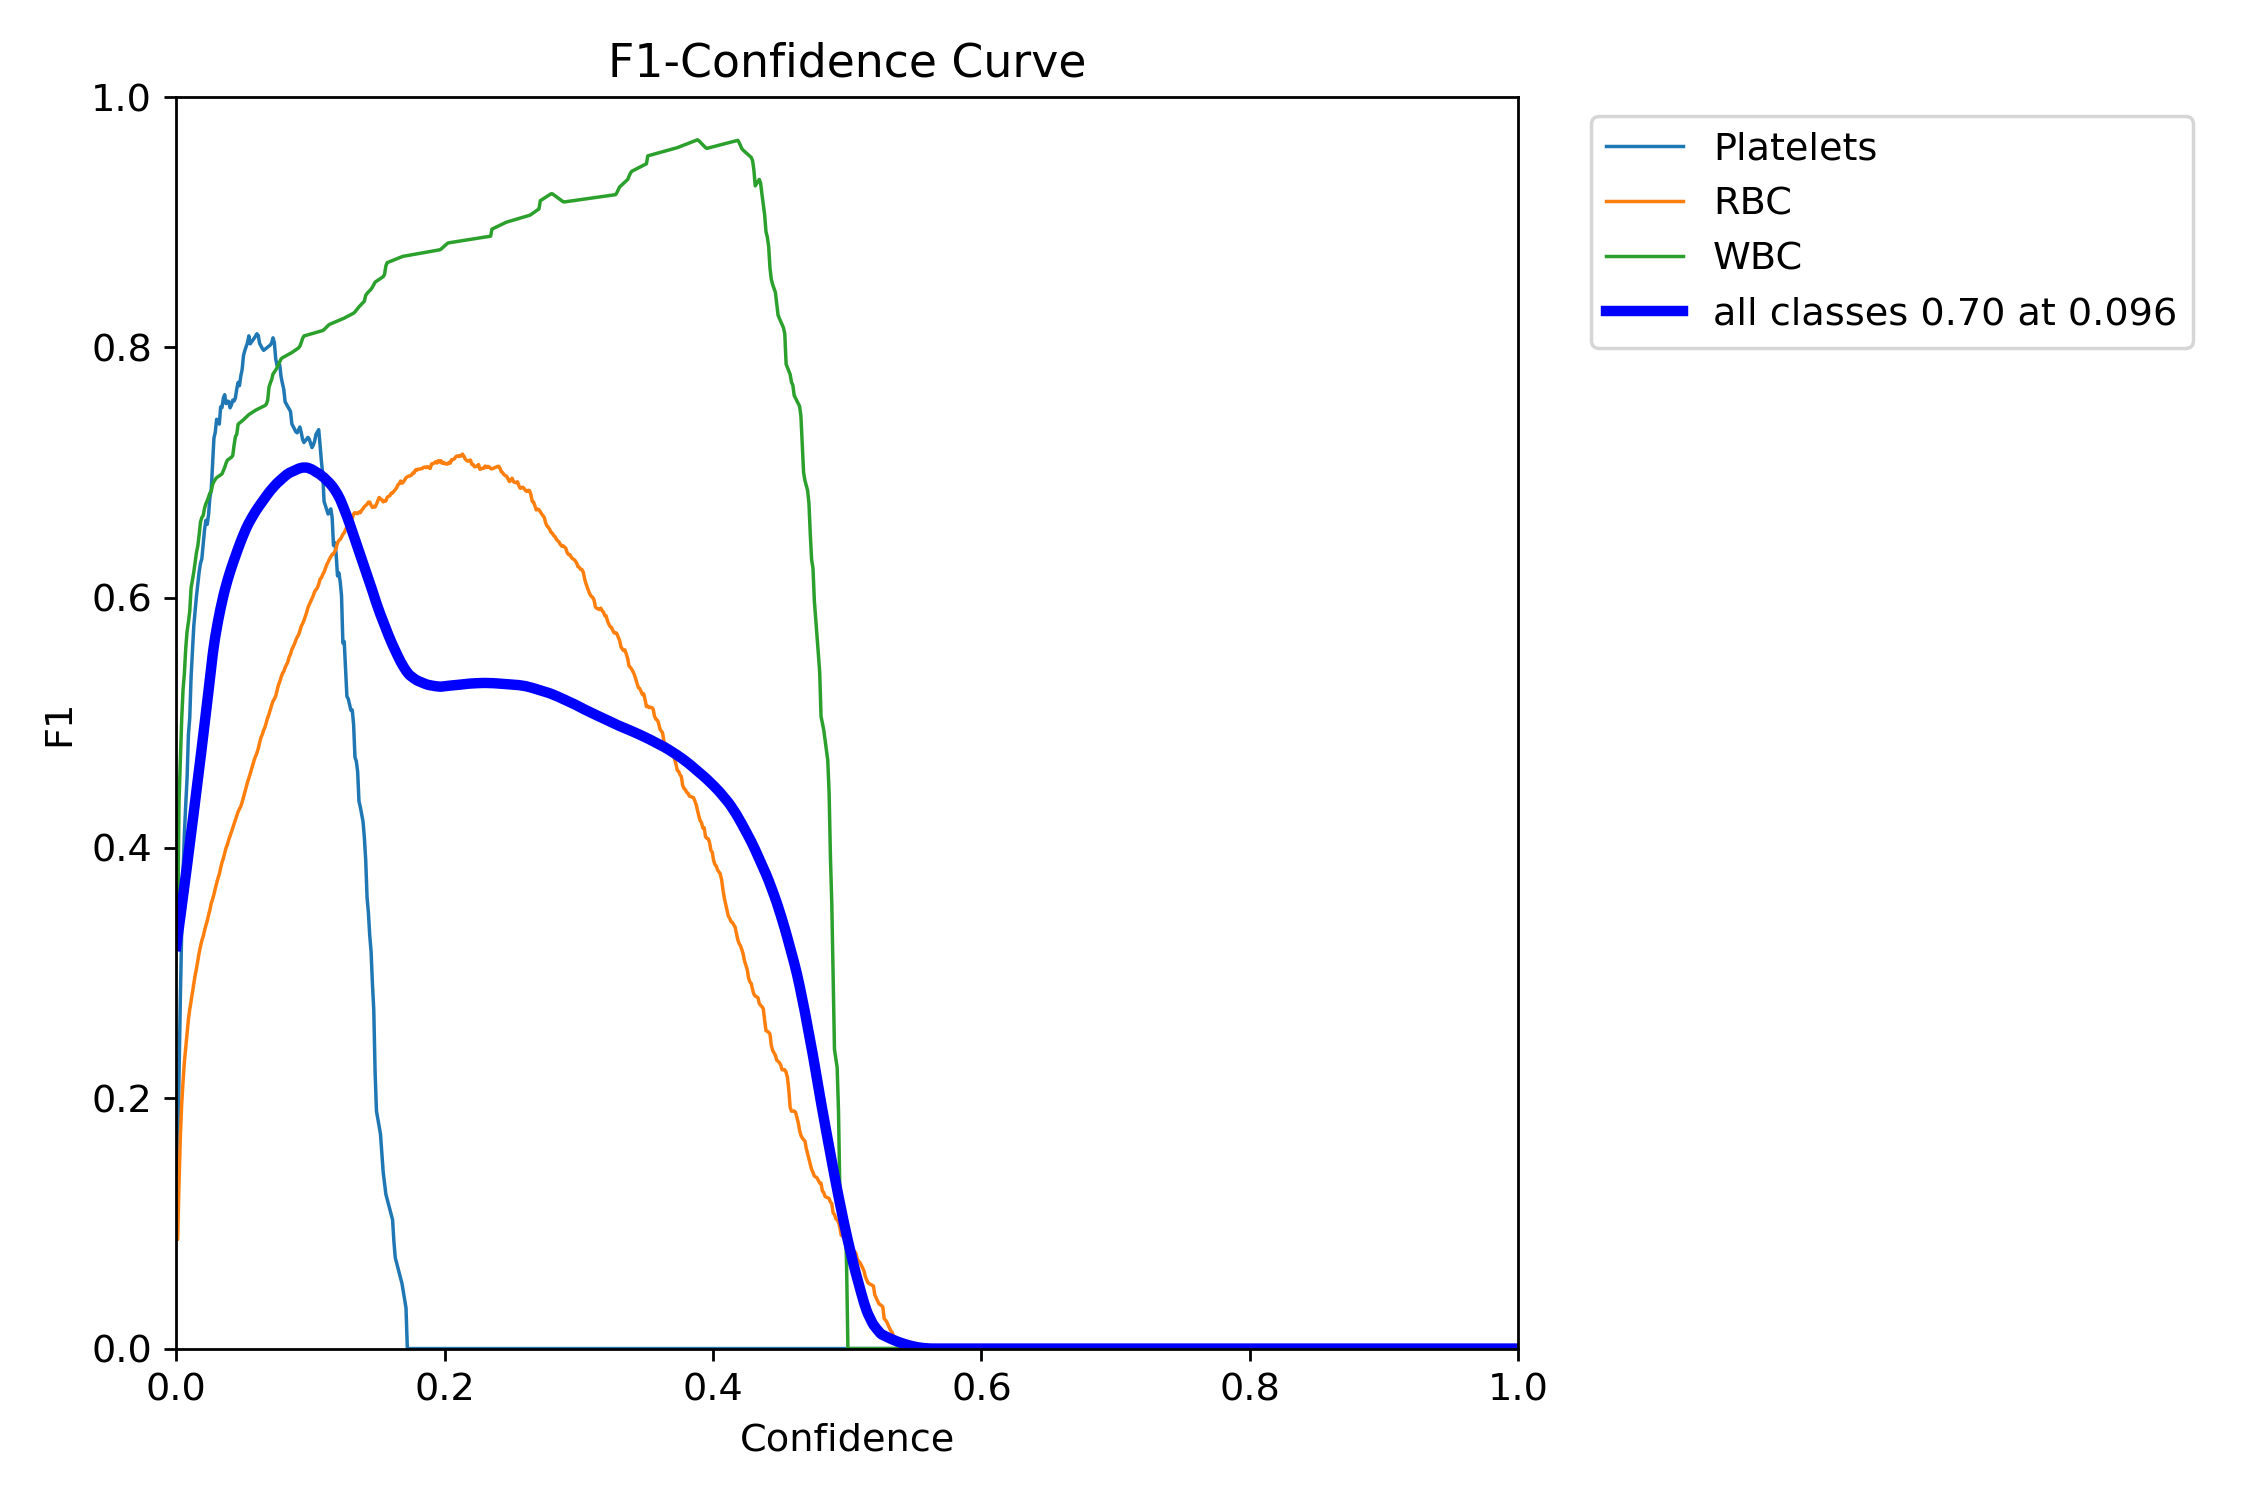 F1-Confidence Curve
1.0
0.8
0.6
0.4
0.2
0.0
F1
0.0 0.2 0.4 0.6 0.8 1.0
Confidence
Platelets
RBC
WBC
all classes 0.70 at 0.096